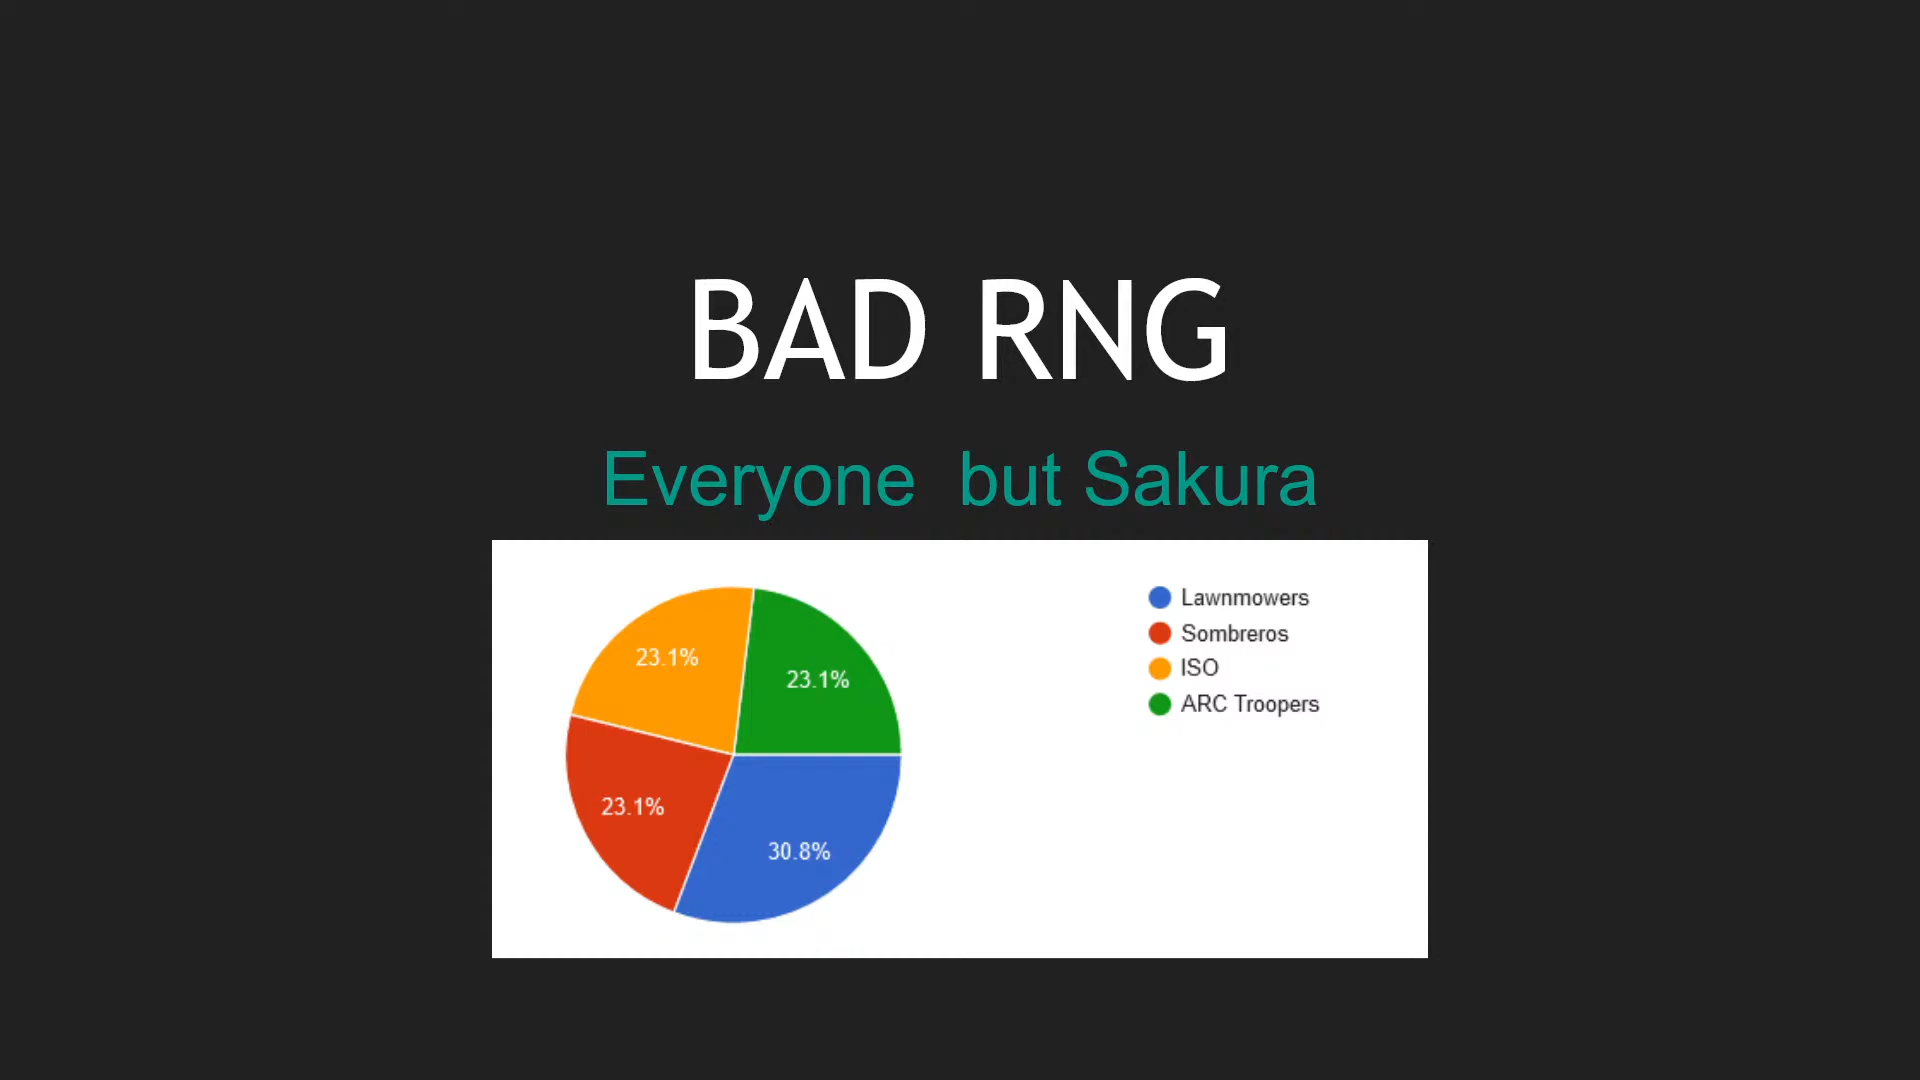 BAD RNG
Everyone but Sakura
Lawnmowers
Sombreros
ISO
ARC Troopers
23.1%
23.1%
23.1%
30.8%